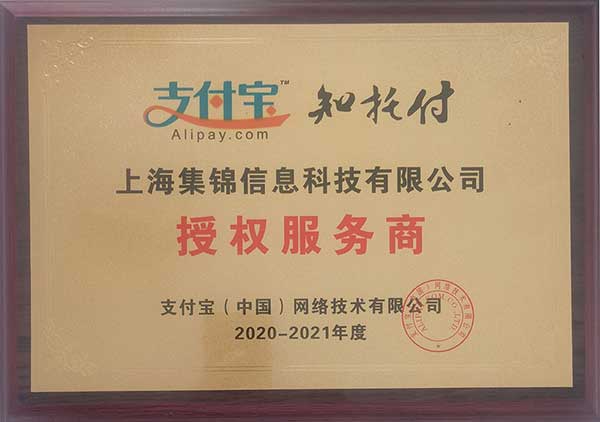 支付宝™ 知托付
Alipay.com
上海集锦信息科技有限公司
授权服务商
支付宝（中国）网络技术有限公司
2020-2021年度